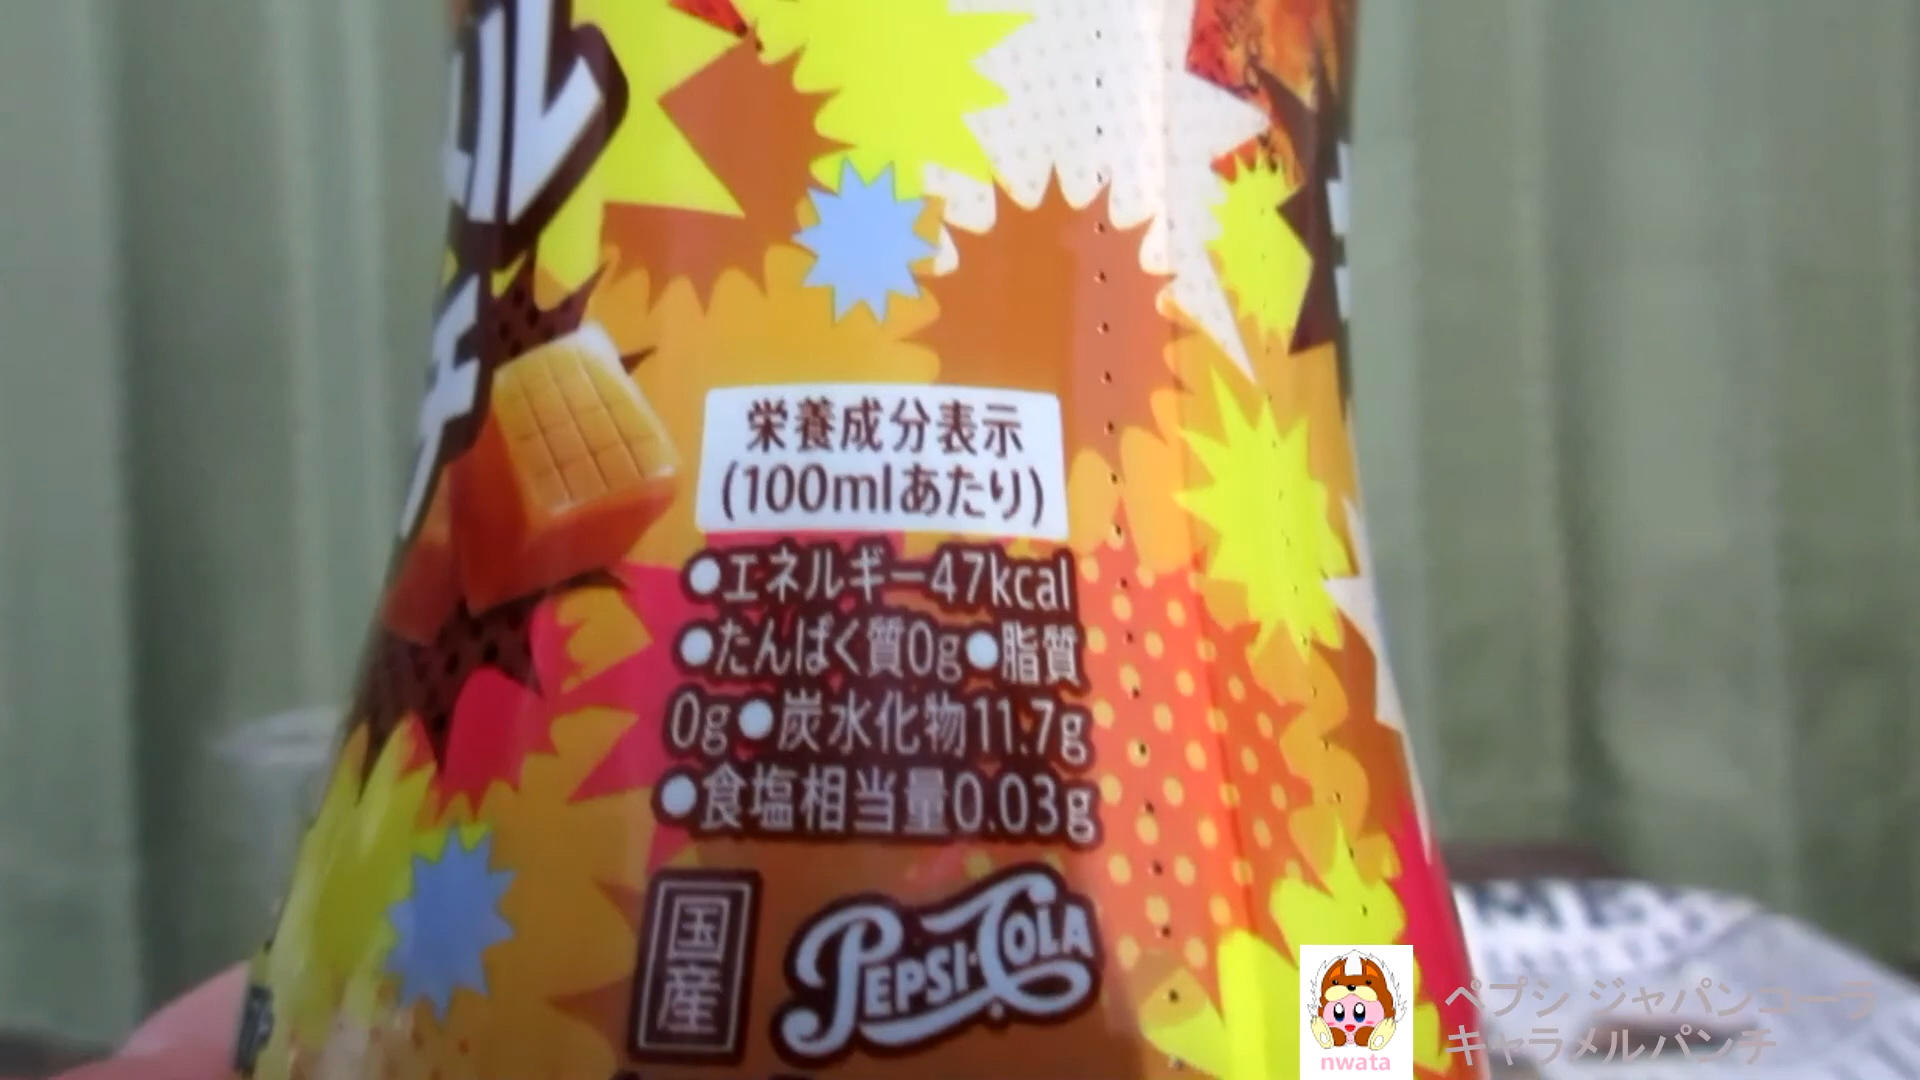 ル
チ
栄養成分表示
(100mlあたり)
●エネルギー47kcal
●たんぱく質0g●脂質
0g●炭水化物11.7g
●食塩相当量0.03g
国産
PEPSI-COLA
nwata
ペプシ ジャパンコーラ
キャラメルパンチ